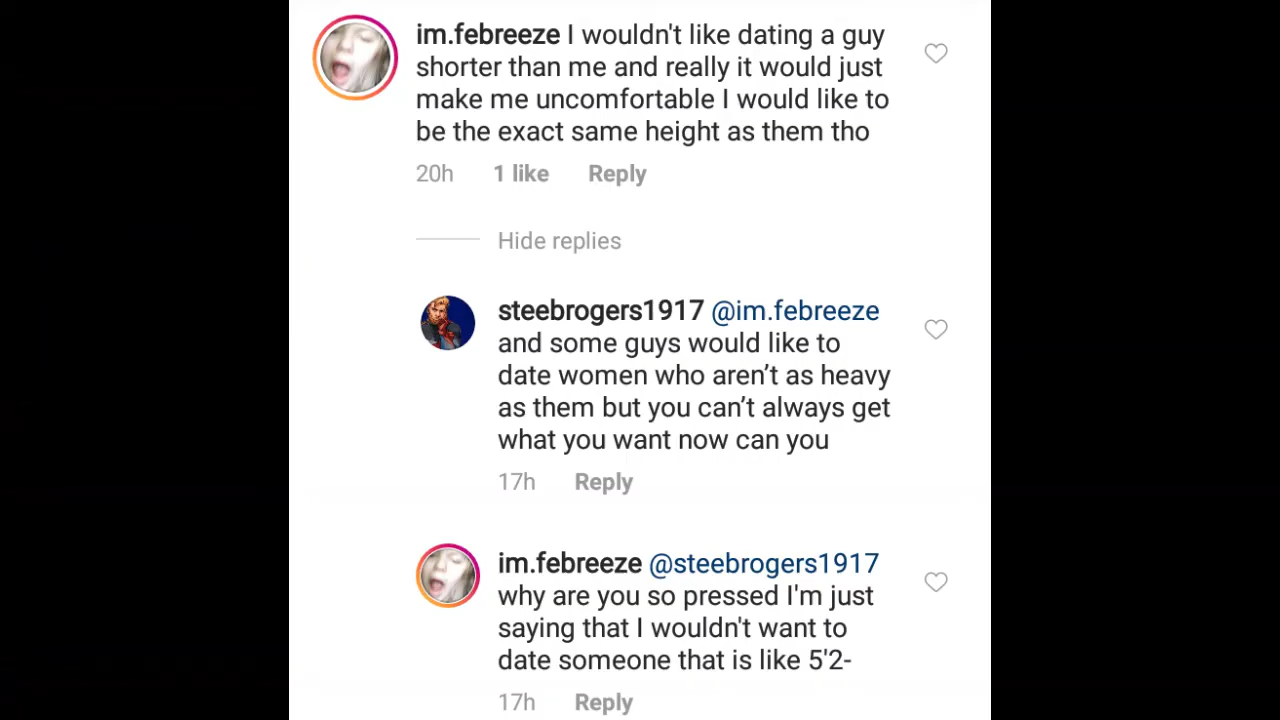 im.febreeze I wouldn't like dating a guy
shorter than me and really it would just
make me uncomfortable I would like to
be the exact same height as them tho
20h 1 like Reply
Hide replies
steebrogers1917 @im.febreeze
and some guys would like to
date women who aren’t as heavy
as them but you can’t always get
what you want now can you
17h Reply
im.febreeze @steebrogers1917
why are you so pressed I'm just
saying that I wouldn't want to
date someone that is like 5'2-
17h Reply